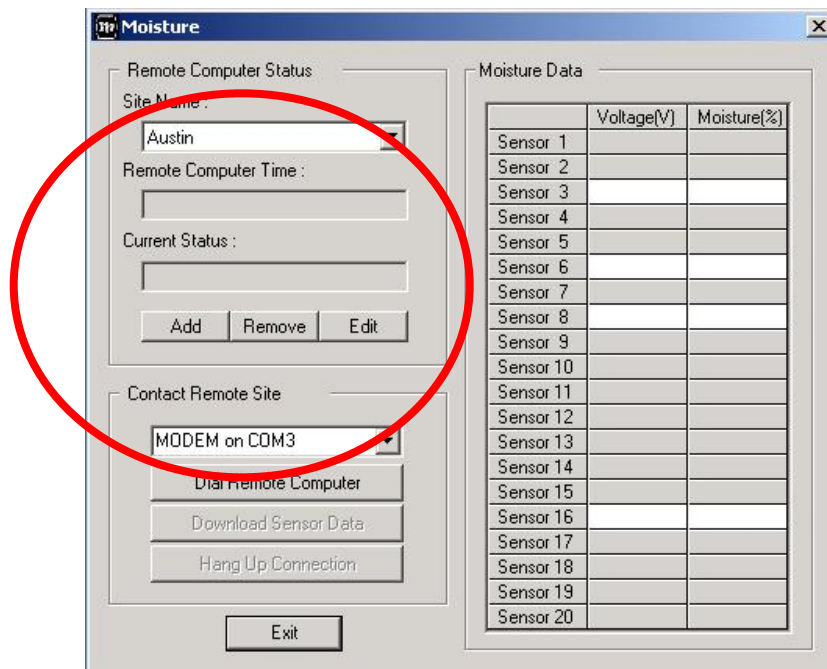 Moisture
Remote Computer Status
Site Name :
Austin
Remote Computer Time :
Current Status :
Add Remove Edit
Contact Remote Site
MODEM on COM3
Dial Remote Computer
Download Sensor Data
Hang Up Connection
Exit
Moisture Data
Voltage(V) Moisture(%)
Sensor 1
Sensor 2
Sensor 3
Sensor 4
Sensor 5
Sensor 6
Sensor 7
Sensor 8
Sensor 9
Sensor 10
Sensor 11
Sensor 12
Sensor 13
Sensor 14
Sensor 15
Sensor 16
Sensor 17
Sensor 18
Sensor 19
Sensor 20